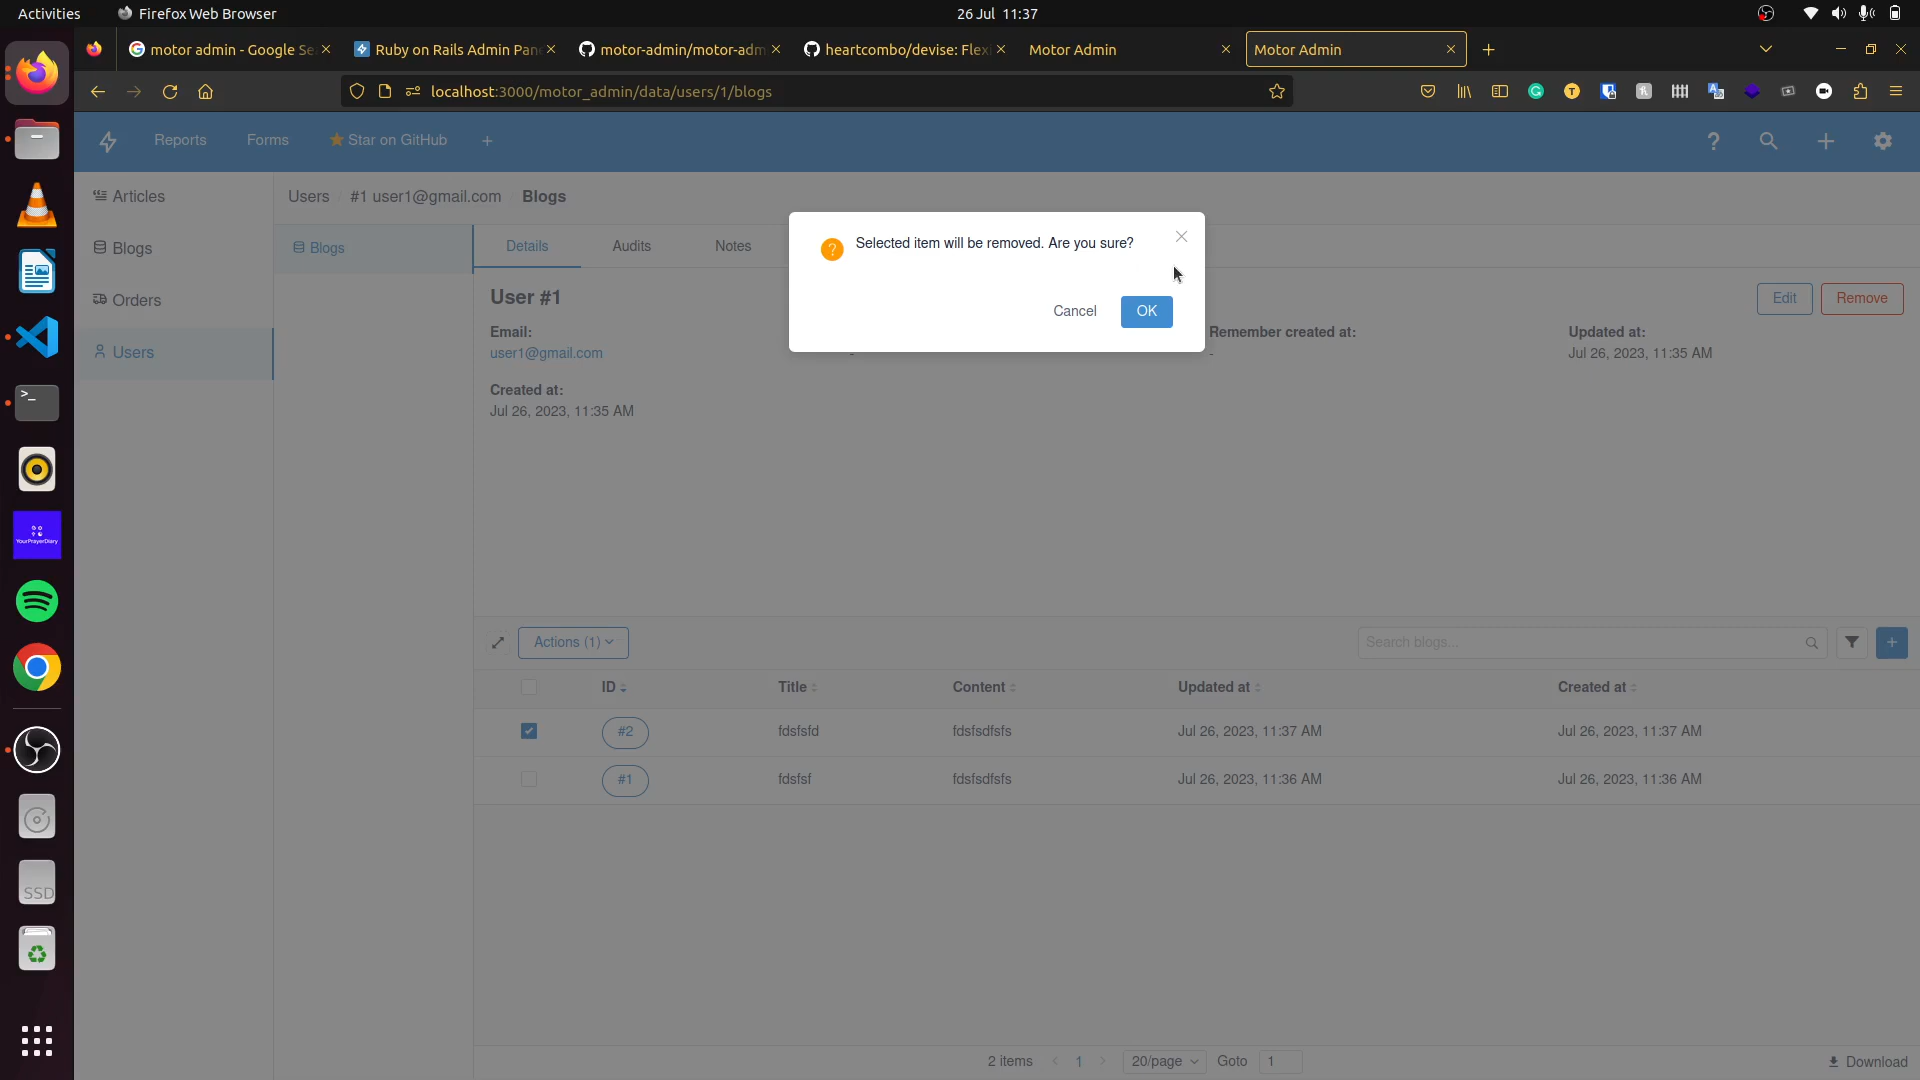 Activities Firefox Web Browser 26 Jul 11:37
motor admin - Google Se Ruby on Rails Admin Pan motor-admin/motor-adm heartcombo/devise: Flexi Motor Admin Motor Admin
localhost:3000/motor_admin/data/users/1/blogs
Reports Forms Star on GitHub + ?
Articles
Blogs
Orders
Users
Users #1 user1@gmail.com Blogs
Blogs
Details Audits Notes
Selected item will be removed. Are you sure?
Cancel OK
User #1
Edit Remove
Email:
user1@gmail.com
-
Remember created at:
-
Updated at:
Jul 26, 2023, 11:35 AM
Created at:
Jul 26, 2023, 11:35 AM
Actions (1)
Search blogs...
ID Title Content Updated at Created at
#2 fdsfsfd fdsfsdfsfs Jul 26, 2023, 11:37 AM Jul 26, 2023, 11:37 AM
#1 fdsfsf fdsfsdfsfs Jul 26, 2023, 11:36 AM Jul 26, 2023, 11:36 AM
2 items 1 20/page Goto 1 Download
YourPrayerDiary
SSD